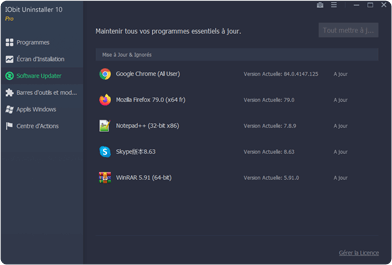 IObit Uninstaller 10
Pro
Maintenir tous vos programmes essentiels à jour.
Tout mettre à j...
Programmes
Écran d'Installation
Software Updater
Barres d'outils et mod...
Applis Windows
Centre d'Actions
Mise à Jour & Ignorés
Google Chrome (All User) Version Actuelle: 84.0.4147.125 A jour
Mozilla Firefox 79.0 (x64 fr) Version Actuelle: 79.0 A jour
Notepad++ (32-bit x86) Version Actuelle: 7.8.9 A jour
Skype版本8.63 Version Actuelle: 8.63 A jour
WinRAR 5.91 (64-bit) Version Actuelle: 5.91.0 A jour
Gérer la Licence